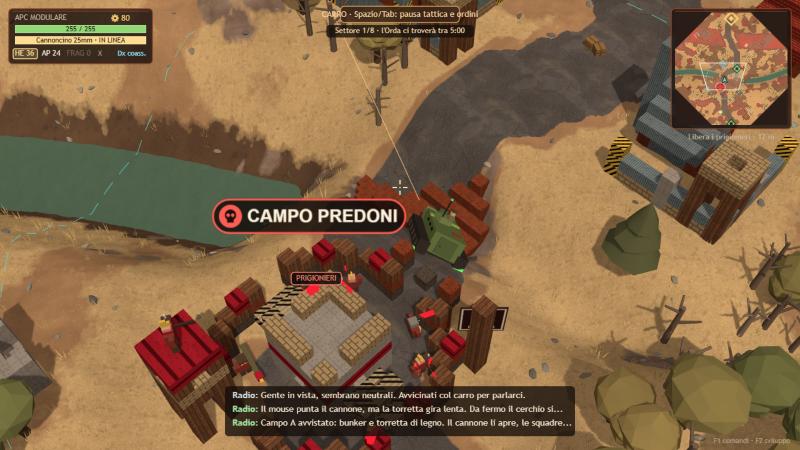 APC MODULARE 80
255 / 255
Cannoncino 25mm · IN LINEA
HE 36 AP 24 FRAG 0 X Dx coass.
CARRO · Spazio/Tab: pausa tattica e ordini
Settore 1/8 · l'Orda ci troverà tra 5:00
Libera i prigionieri · 12 m
CAMPO PREDONI
PRIGIONIERI
Radio: Gente in vista, sembrano neutrali. Avvicinati col carro per parlarci.
Radio: Il mouse punta il cannone, ma la torretta gira lenta. Da fermo il cerchio si...
Radio: Campo A avvistato: bunker e torretta di legno. Il cannone li apre, le squadre...
F1 comandi · F2 sviluppo